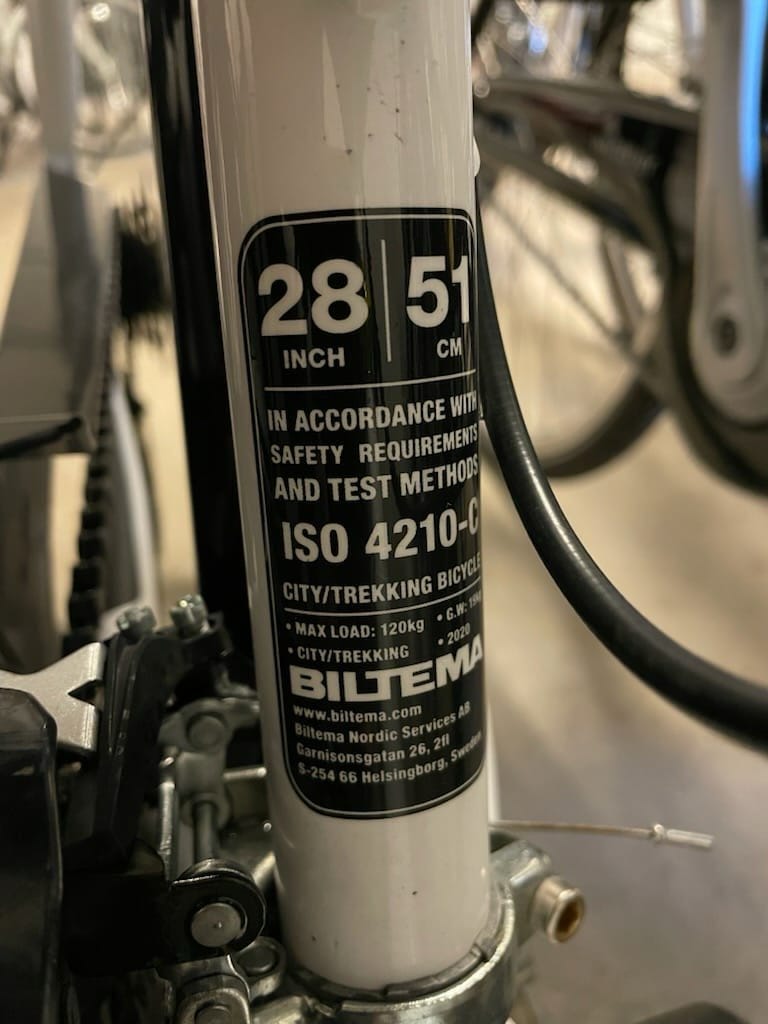 28 | 51
INCH CM
IN ACCORDANCE WITH
SAFETY REQUIREMENTS
AND TEST METHODS
ISO 4210-C
CITY/TREKKING BICYCLE
• MAX LOAD: 120kg • G.W:
• CITY/TREKKING • 2020
BILTEMA
www.biltema.com
Biltema Nordic Services AB
Garnisonsgatan 26, 2fl
S-254 66 Helsingborg, Sweden